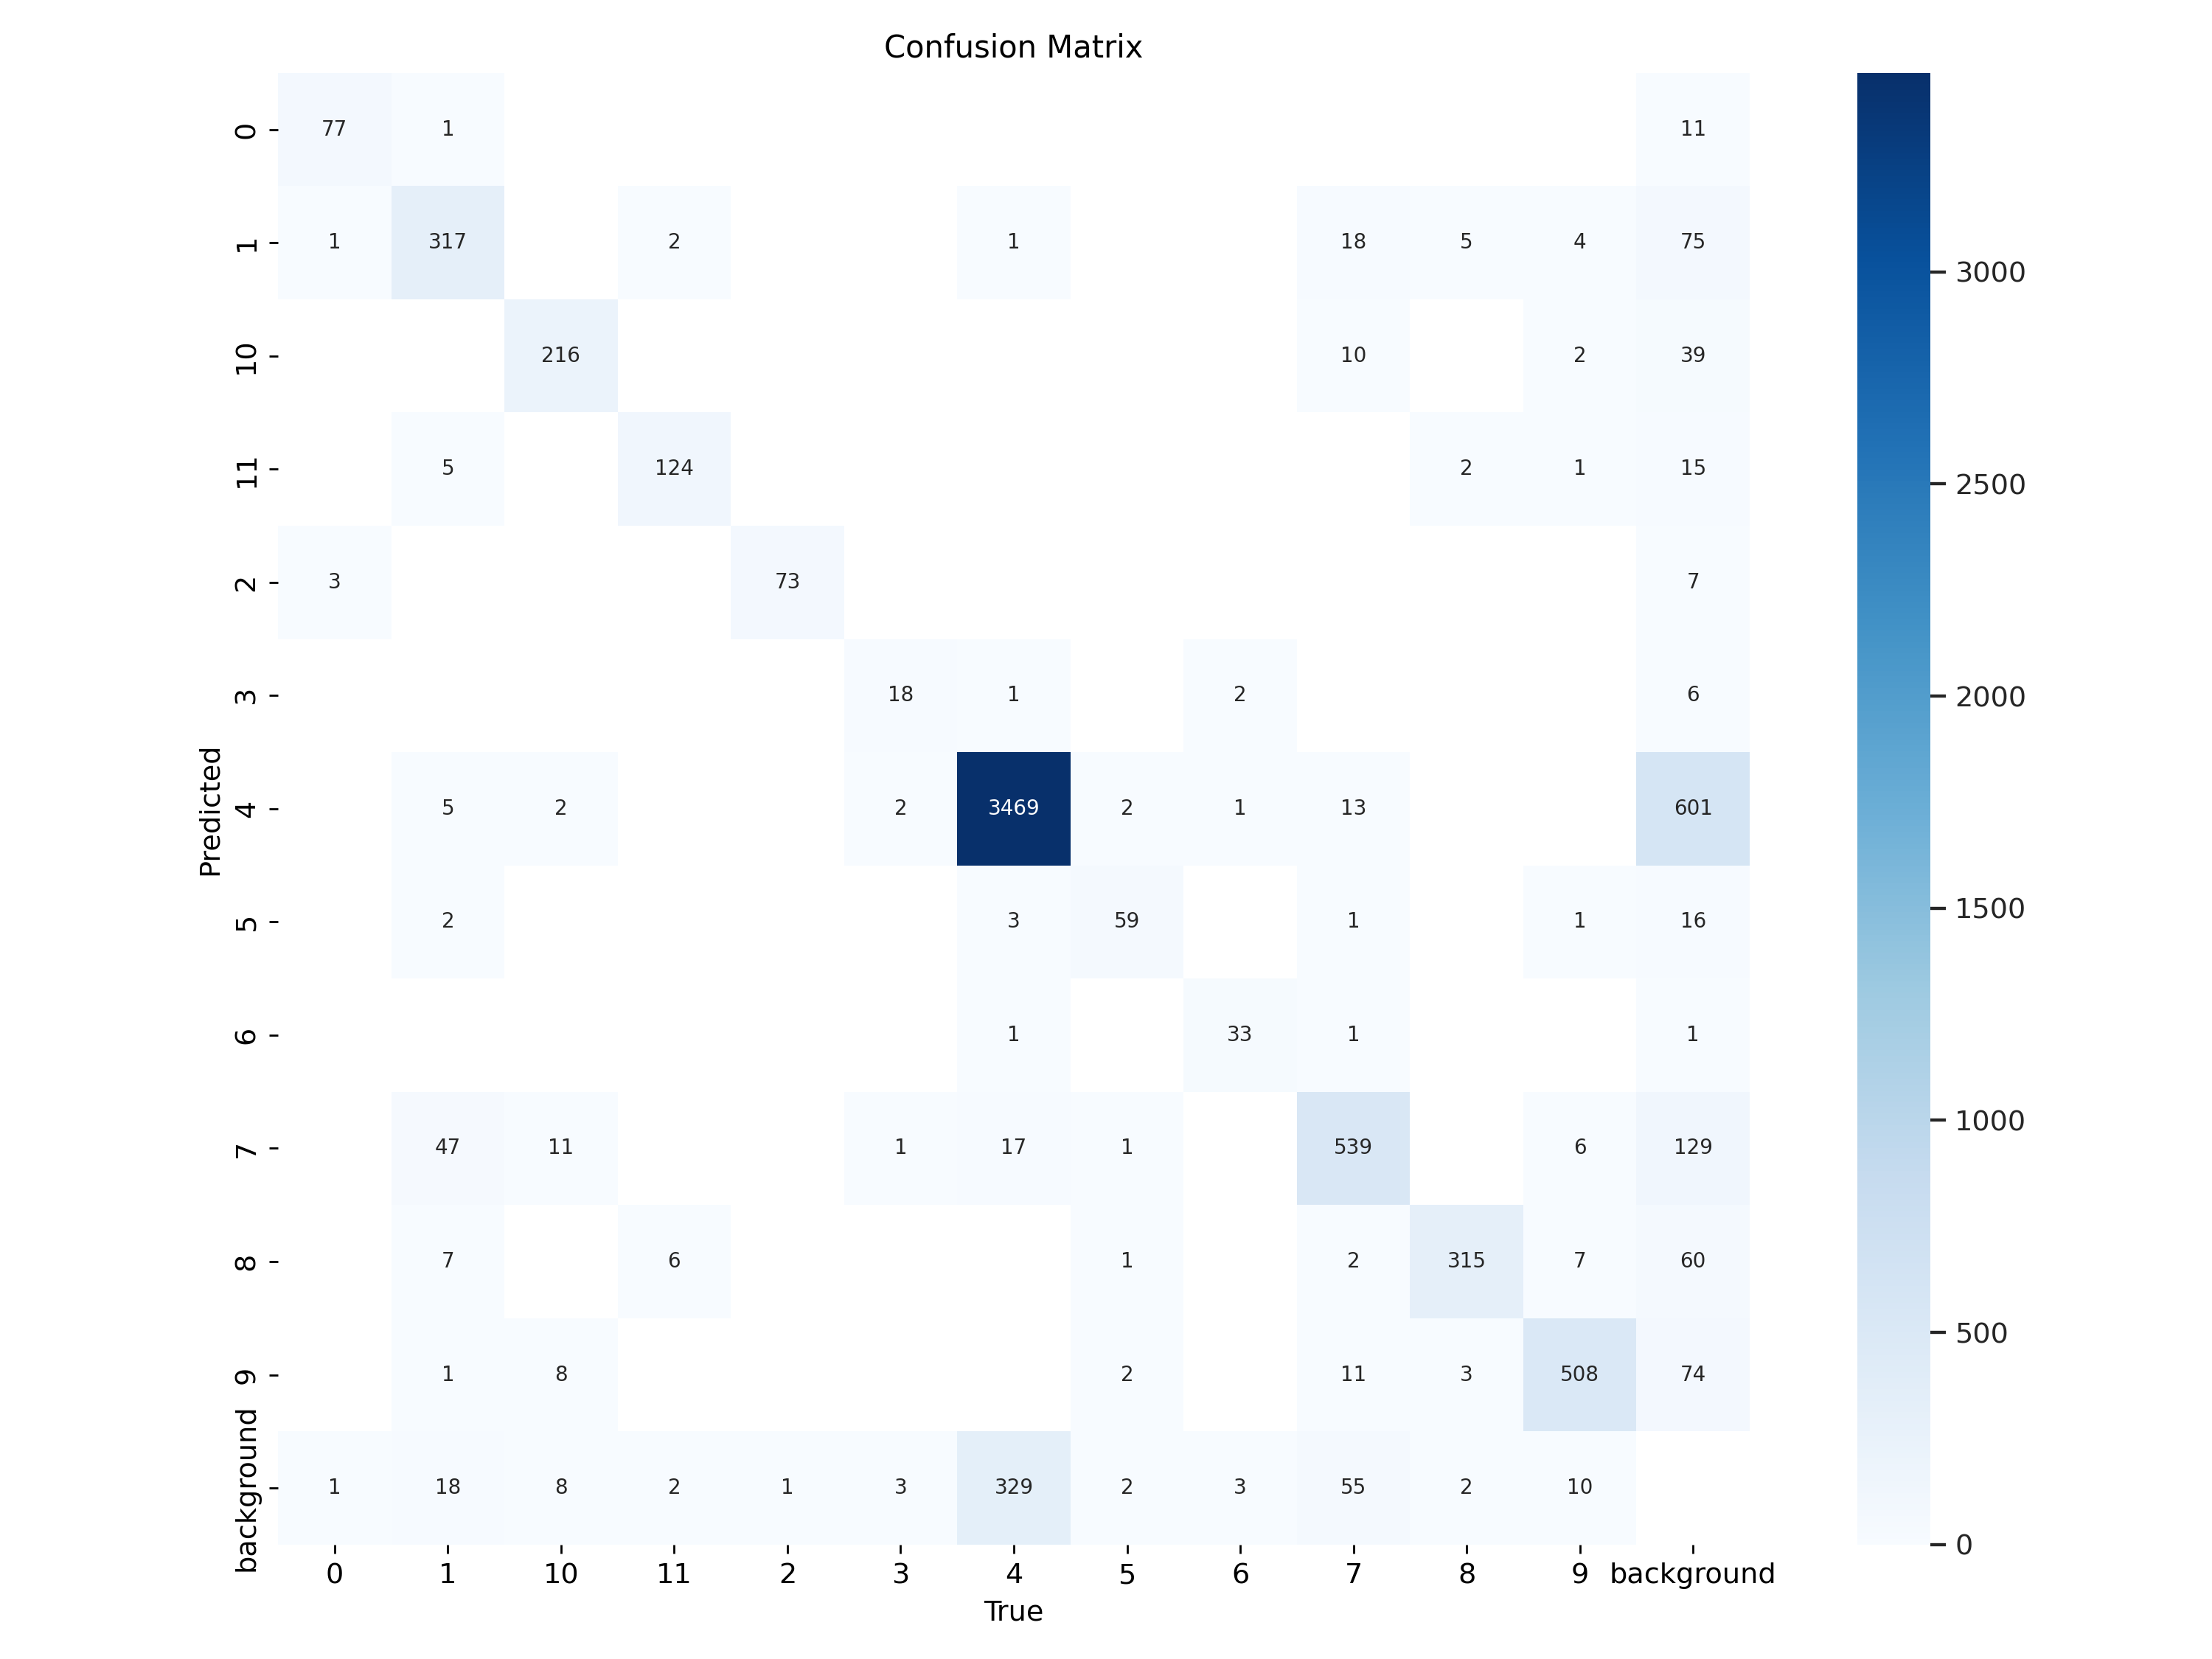 Confusion Matrix
0 77 1 11
1 1 317 2 1 18 5 4 75
10 216 10 2 39
11 5 124 2 1 15
2 3 73 7
3 18 1 2 6
4 5 2 2 3469 2 1 13 601
5 2 3 59 1 1 16
6 1 33 1 1
7 47 11 1 17 1 539 6 129
8 7 6 1 2 315 7 60
9 1 8 2 11 3 508 74
background 1 18 8 2 1 3 329 2 3 55 2 10
0 1 10 11 2 3 4 5 6 7 8 9 background
True
Predicted
3000
2500
2000
1500
1000
500
0